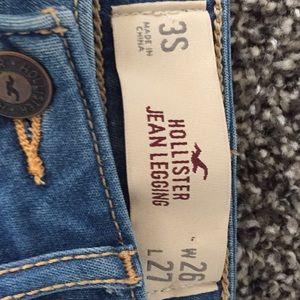 3S
MADE IN
CHINA
HOLLISTER
JEAN LEGGING
W 26
L 27